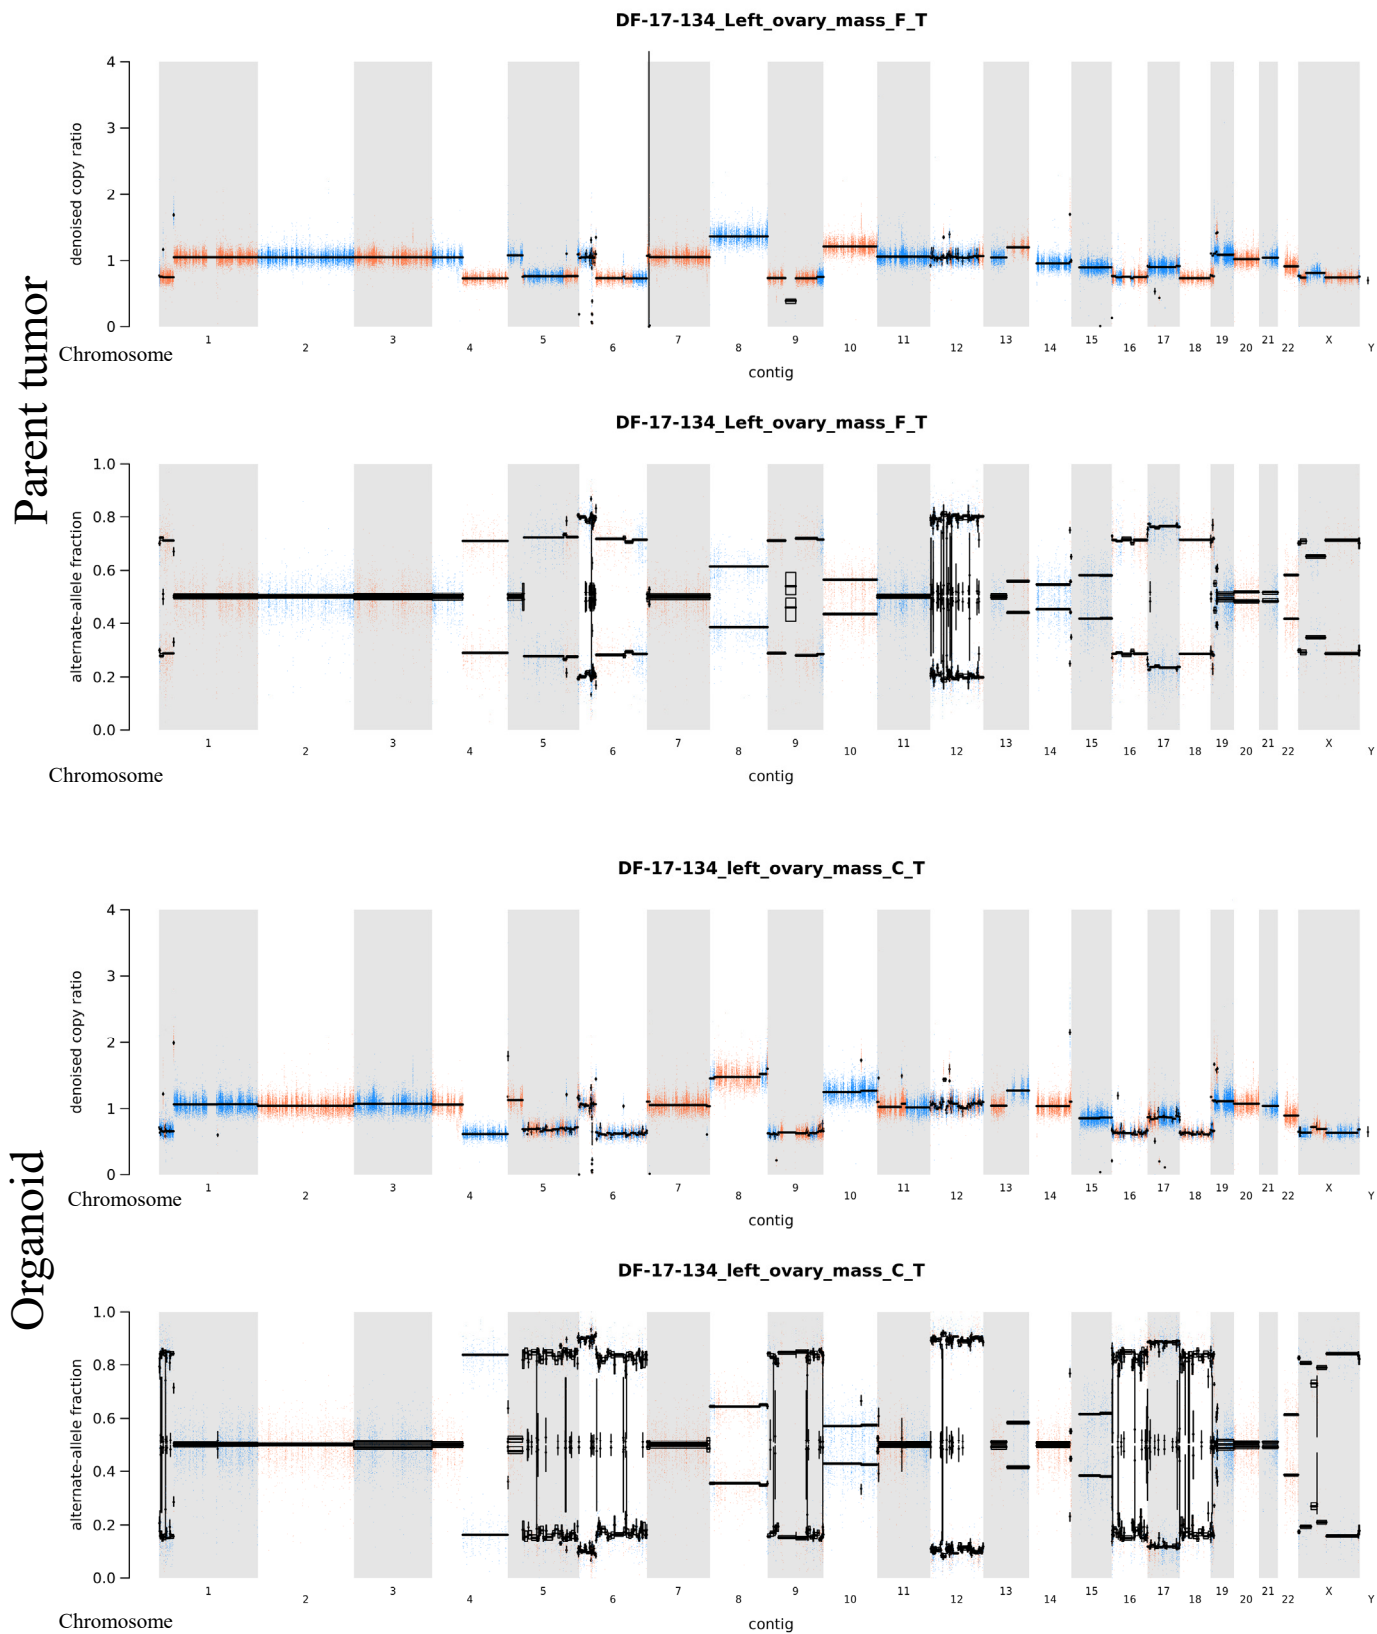 Parent tumor
DF-17-134_Left_ovary_mass_F_T
denoised copy ratio
4
3
2
1
0
1 2 3 4 5 6 7 8 9 10 11 12 13 14 15 16 17 18 19 20 21 22 X Y
Chromosome
contig
DF-17-134_Left_ovary_mass_F_T
alternate-allele fraction
1.0
0.8
0.6
0.4
0.2
0.0
1 2 3 4 5 6 7 8 9 10 11 12 13 14 15 16 17 18 19 20 21 22 X Y
Chromosome
contig
Organoid
DF-17-134_left_ovary_mass_C_T
denoised copy ratio
4
3
2
1
0
1 2 3 4 5 6 7 8 9 10 11 12 13 14 15 16 17 18 19 20 21 22 X Y
Chromosome
contig
DF-17-134_left_ovary_mass_C_T
alternate-allele fraction
1.0
0.8
0.6
0.4
0.2
0.0
1 2 3 4 5 6 7 8 9 10 11 12 13 14 15 16 17 18 19 20 21 22 X Y
Chromosome
contig